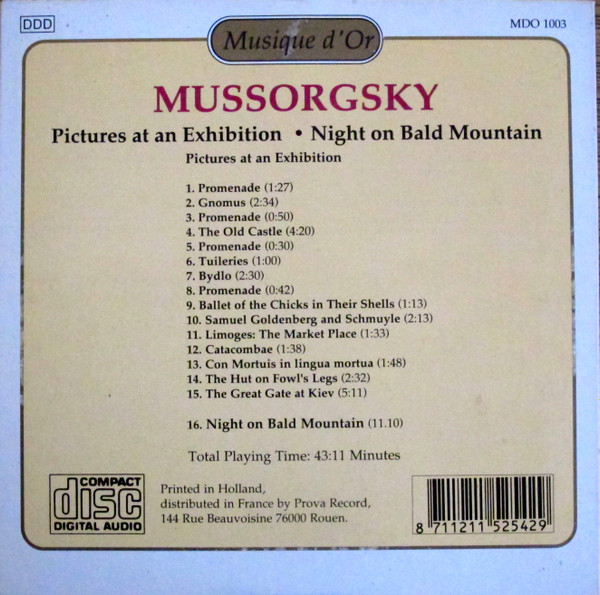 DDD
MDO 1003
Musique d'Or
MUSSORGSKY
Pictures at an Exhibition • Night on Bald Mountain
Pictures at an Exhibition
1. Promenade (1:27)
2. Gnomus (2:34)
3. Promenade (0:50)
4. The Old Castle (4:20)
5. Promenade (0:30)
6. Tuileries (1:00)
7. Bydlo (2:30)
8. Promenade (0:42)
9. Ballet of the Chicks in Their Shells (1:13)
10. Samuel Goldenberg and Schmuyle (2:13)
11. Limoges: The Market Place (1:33)
12. Catacombae (1:38)
13. Con Mortuis in lingua mortua (1:48)
14. The Hut on Fowl's Legs (2:32)
15. The Great Gate at Kiev (5:11)
16. Night on Bald Mountain (11.10)
Total Playing Time: 43:11 Minutes
COMPACT
disc
DIGITAL AUDIO
Printed in Holland,
distributed in France by Prova Record,
144 Rue Beauvoisine 76000 Rouen.
8 711211 525429